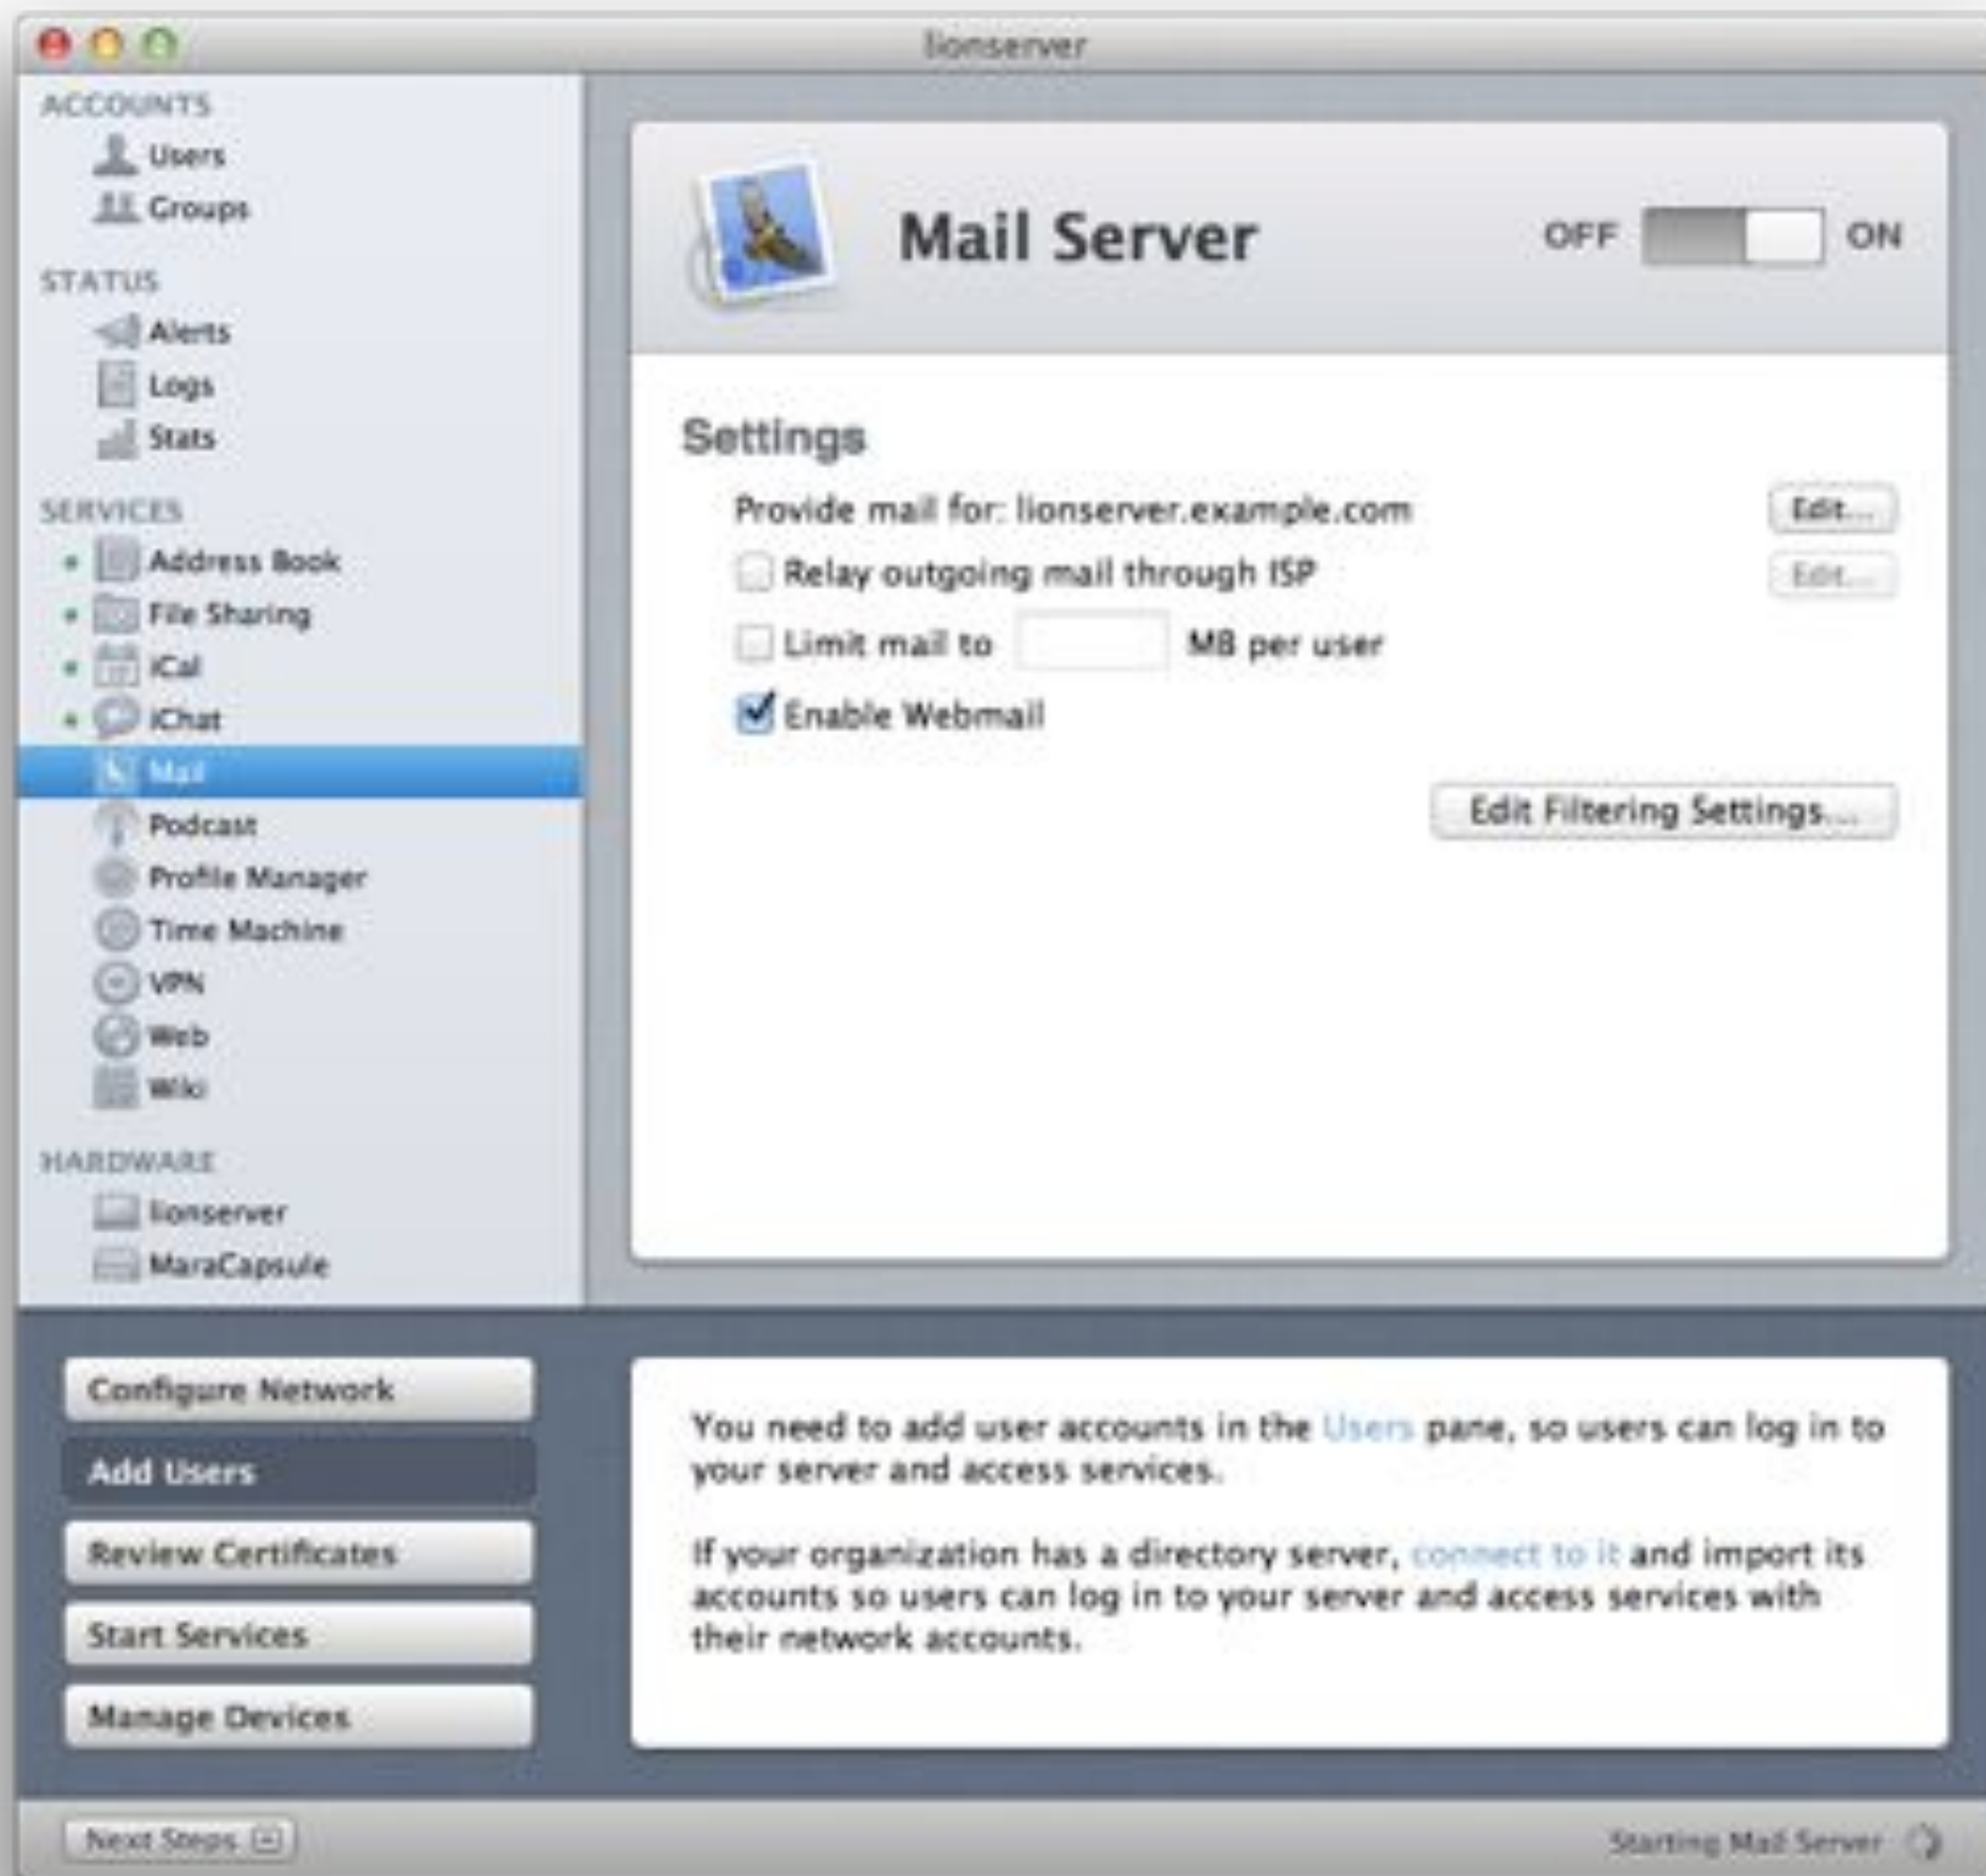 lionserver
ACCOUNTS
Users
Groups
STATUS
Alerts
Logs
Stats
SERVICES
Address Book
File Sharing
iCal
iChat
Mail
Podcast
Profile Manager
Time Machine
VPN
Web
Wiki
HARDWARE
lionserver
MaraCapsule
Mail Server
OFF ON
Settings
Provide mail for: lionserver.example.com Edit...
Relay outgoing mail through ISP Edit...
Limit mail to MB per user
Enable Webmail
Edit Filtering Settings...
Configure Network
Add Users
Review Certificates
Start Services
Manage Devices
You need to add user accounts in the Users pane, so users can log in to
your server and access services.
If your organization has a directory server, connect to it and import its
accounts so users can log in to your server and access services with
their network accounts.
Next Steps
Starting Mail Server